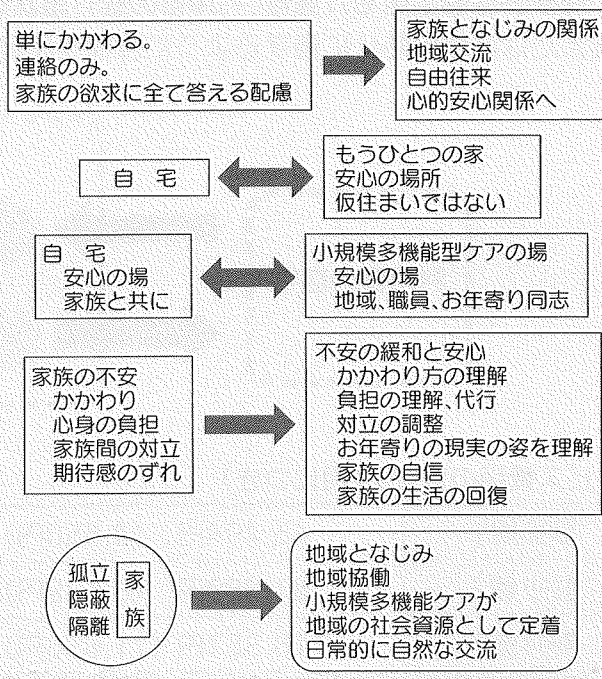 単にかかわる。
連絡のみ。
家族の欲求に全て答える配慮
家族となじみの関係
地域交流
自由往来
心的安心関係へ
自　宅
もうひとつの家
安心の場所
仮住まいではない
自　宅
安心の場
家族と共に
小規模多機能型ケアの場
安心の場
地域、職員、お年寄り同志
家族の不安
かかわり
心身の負担
家族間の対立
期待感のずれ
不安の緩和と安心
かかわり方の理解
負担の理解、代行
対立の調整
お年寄りの現実の姿を理解
家族の自信
家族の生活の回復
孤立
隠蔽
隔離
家族
地域となじみ
地域協働
小規模多機能ケアが
地域の社会資源として定着
日常的に自然な交流